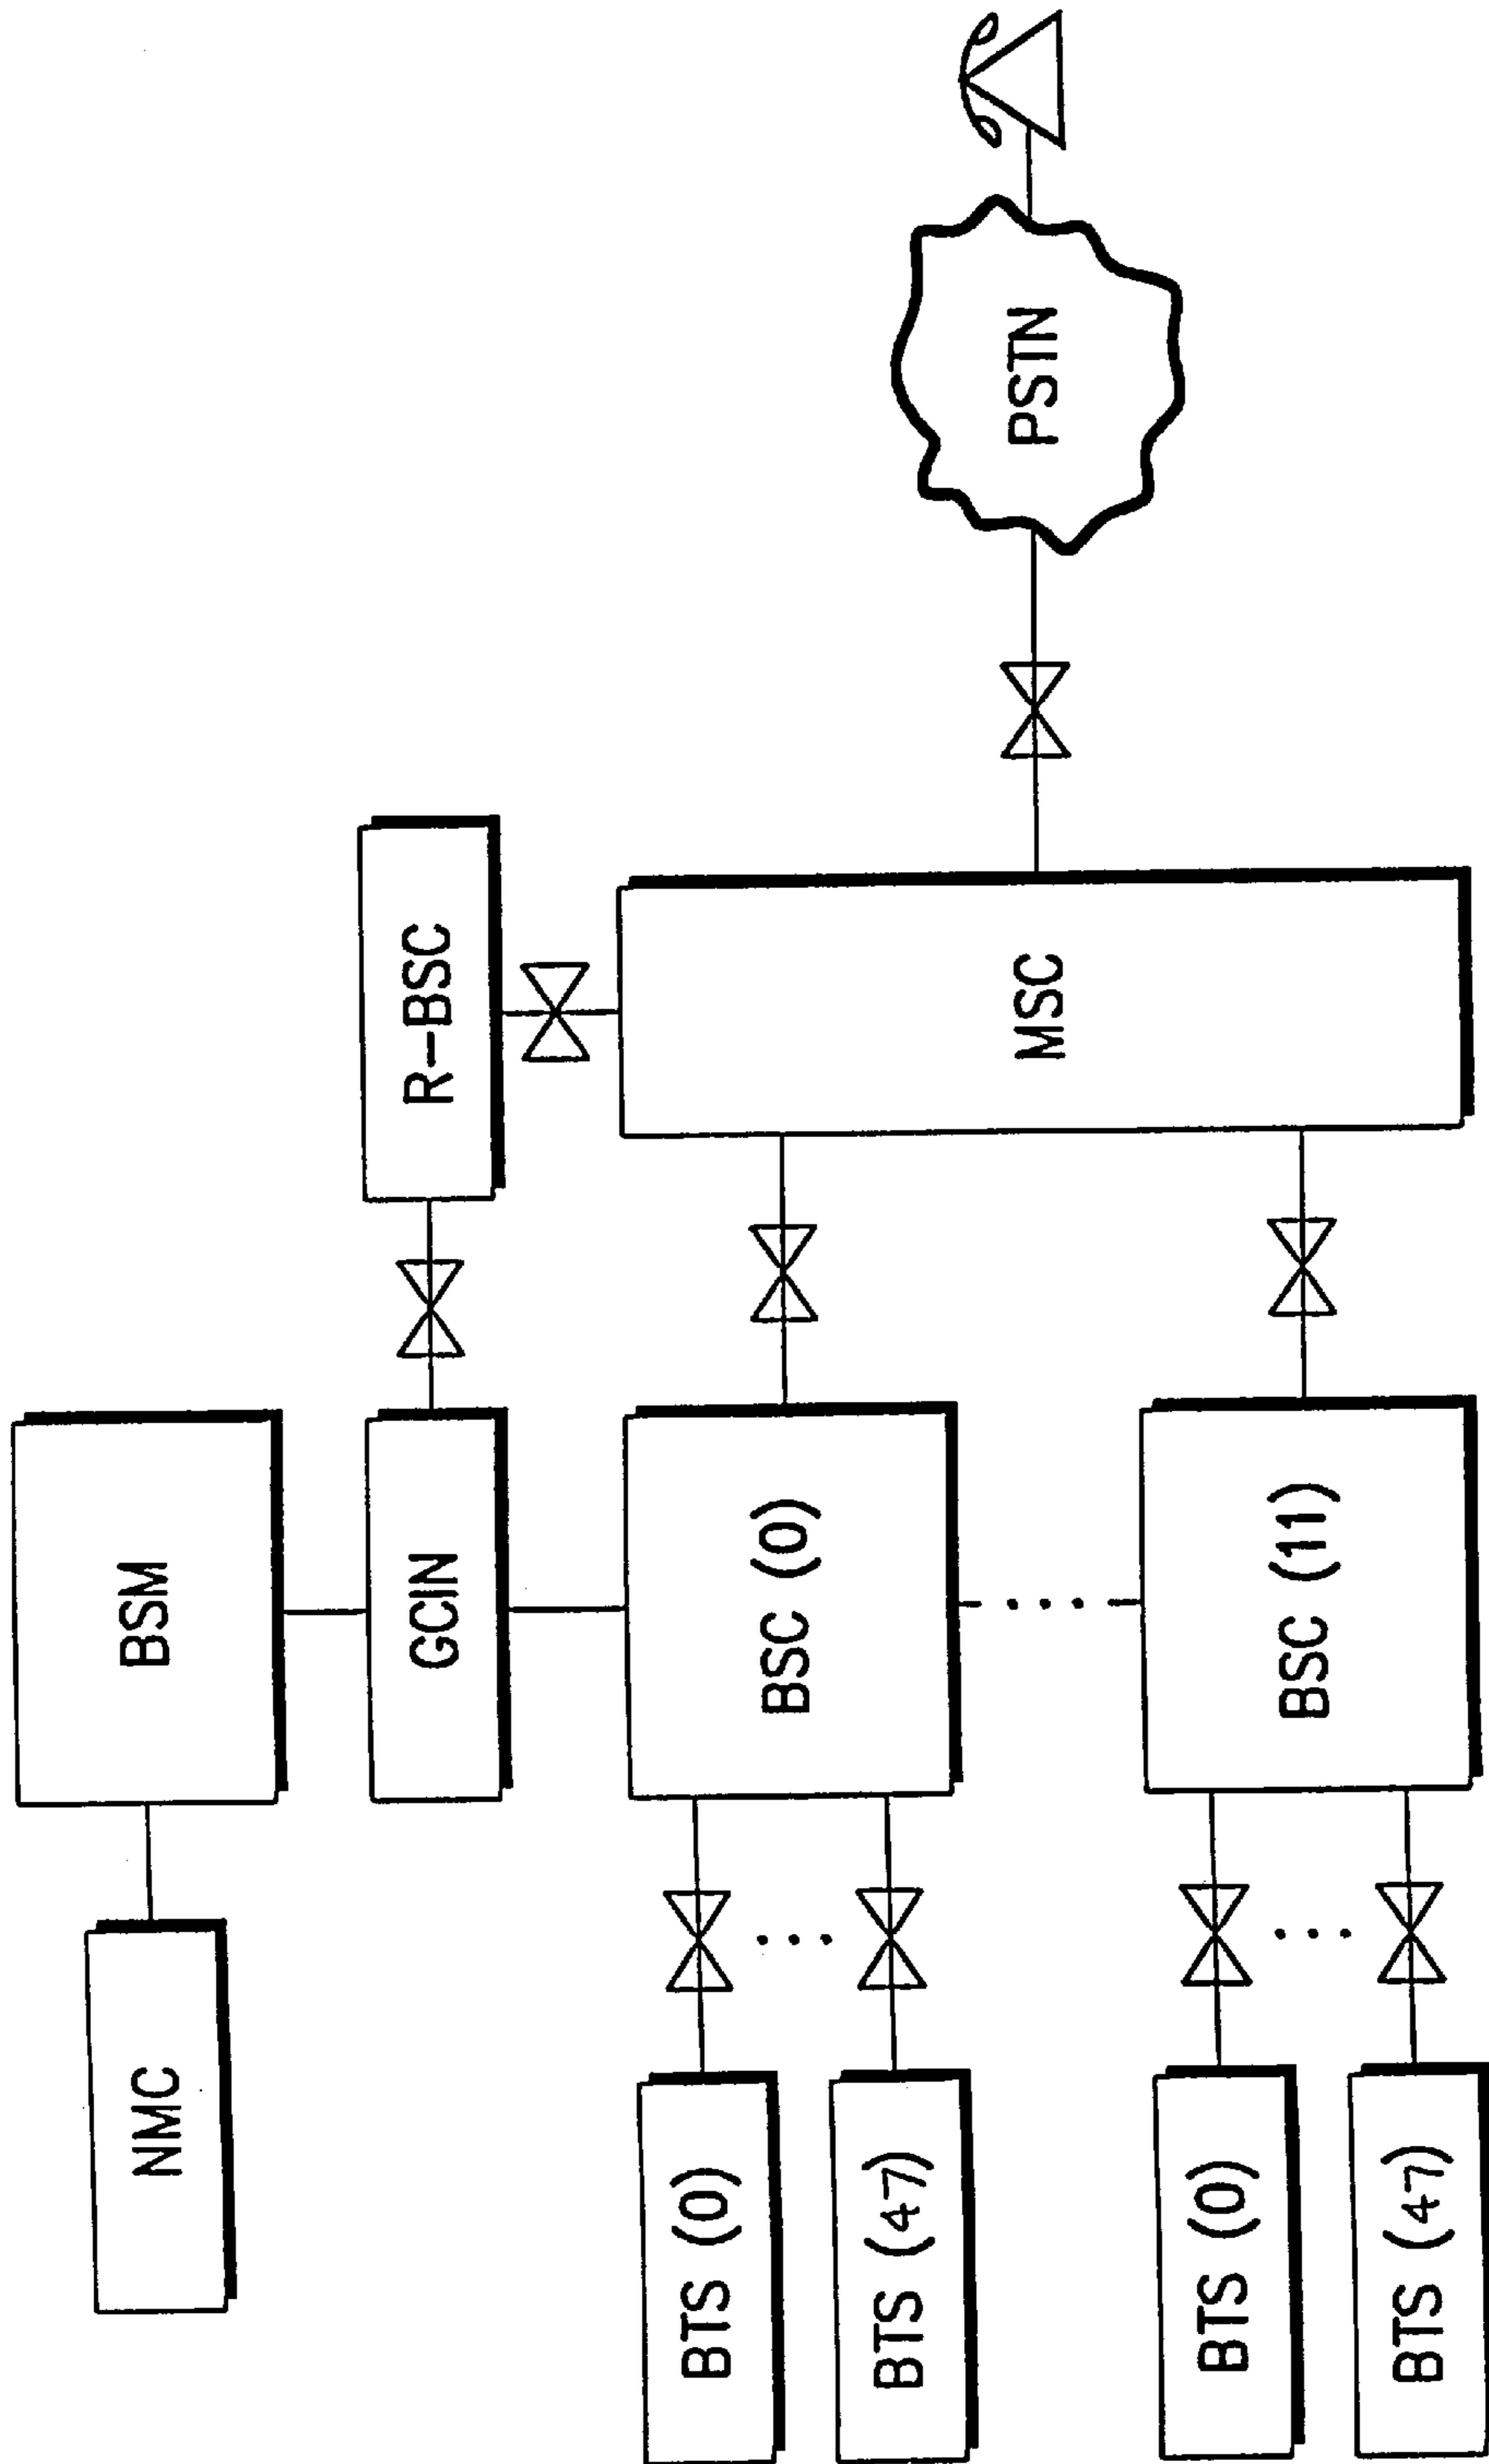 NMC
BSM
GCIN
R-BSC
BTS (0)
BTS (47)
BSC (0)
MSC
PSTN
BTS (0)
BTS (47)
BSC (11)